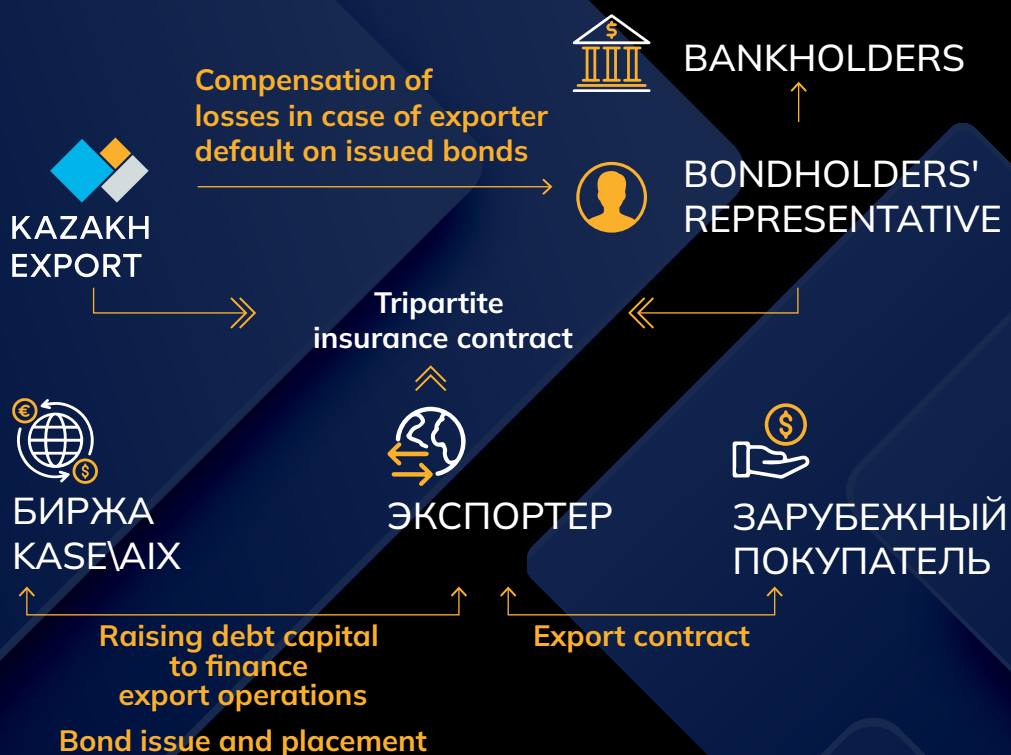 BANKHOLDERS
Compensation of
losses in case of exporter
default on issued bonds
BONDHOLDERS'
REPRESENTATIVE
KAZAKH
EXPORT
Tripartite
insurance contract
БИРЖА
KASE\AIX
ЭКСПОРТЕР
ЗАРУБЕЖНЫЙ
ПОКУПАТЕЛЬ
Raising debt capital
to finance
export operations
Export contract
Bond issue and placement